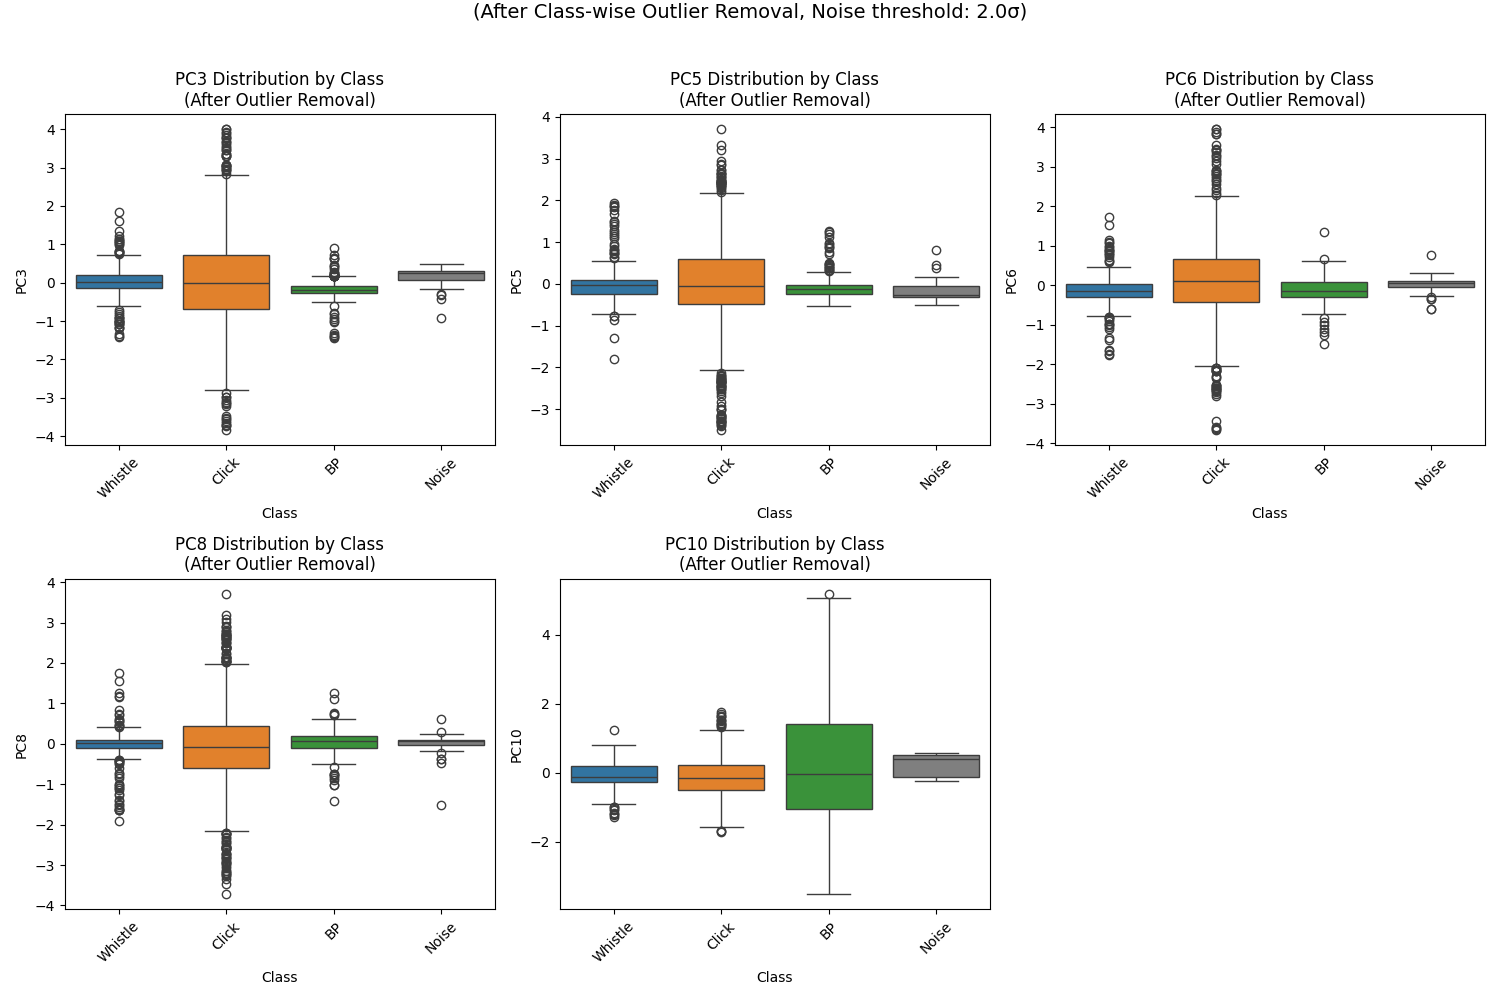 (After Class-wise Outlier Removal, Noise threshold: 2.0σ)
PC3 Distribution by Class
(After Outlier Removal)
4
3
2
1
0
−1
−2
−3
−4
PC3
Whistle
Click
BP
Noise
Class
PC5 Distribution by Class
(After Outlier Removal)
4
3
2
1
0
−1
−2
−3
PC5
Whistle
Click
BP
Noise
Class
PC6 Distribution by Class
(After Outlier Removal)
4
3
2
1
0
−1
−2
−3
−4
PC6
Whistle
Click
BP
Noise
Class
PC8 Distribution by Class
(After Outlier Removal)
4
3
2
1
0
−1
−2
−3
−4
PC8
Whistle
Click
BP
Noise
Class
PC10 Distribution by Class
(After Outlier Removal)
4
2
0
−2
PC10
Whistle
Click
BP
Noise
Class